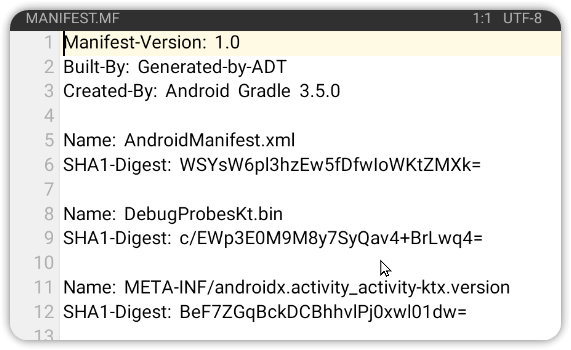 MANIFEST.MF 1:1 UTF-8
1 Manifest-Version: 1.0
2 Built-By: Generated-by-ADT
3 Created-By: Android Gradle 3.5.0
4
5 Name: AndroidManifest.xml
6 SHA1-Digest: WSYsW6pl3hzEw5fDfwIoWKtZMXk=
7
8 Name: DebugProbesKt.bin
9 SHA1-Digest: c/EWp3E0M9M8y7SyQav4+BrLwq4=
10
11 Name: META-INF/androidx.activity_activity-ktx.version
12 SHA1-Digest: BeF7ZGqBckDCBhhvlPj0xwl01dw=
13